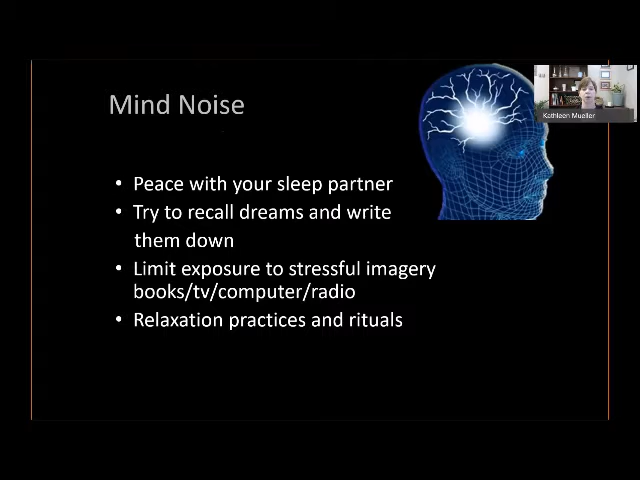 Mind Noise
Kathleen Mueller
• Peace with your sleep partner
• Try to recall dreams and write
them down
• Limit exposure to stressful imagery
books/tv/computer/radio
• Relaxation practices and rituals